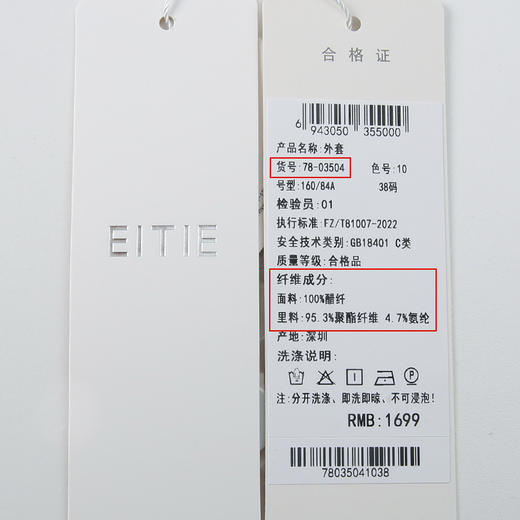 EITIE
合格证
6 943050 355000
产品名称:外套
货号:78-03504 色号:10
号型:160/84A 38码
检验员:01
执行标准:FZ/T81007-2022
安全技术类别:GB18401 C类
质量等级:合格品
纤维成分:
面料:100%醋纤
里料:95.3%聚酯纤维 4.7%氨纶
产地:深圳
洗涤说明:
注:分开洗涤、即洗即晾、不可浸泡!
RMB:1699
78035041038